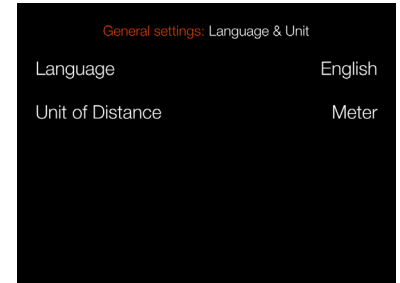 General settings: Language & Unit
Language English
Unit of Distance Meter